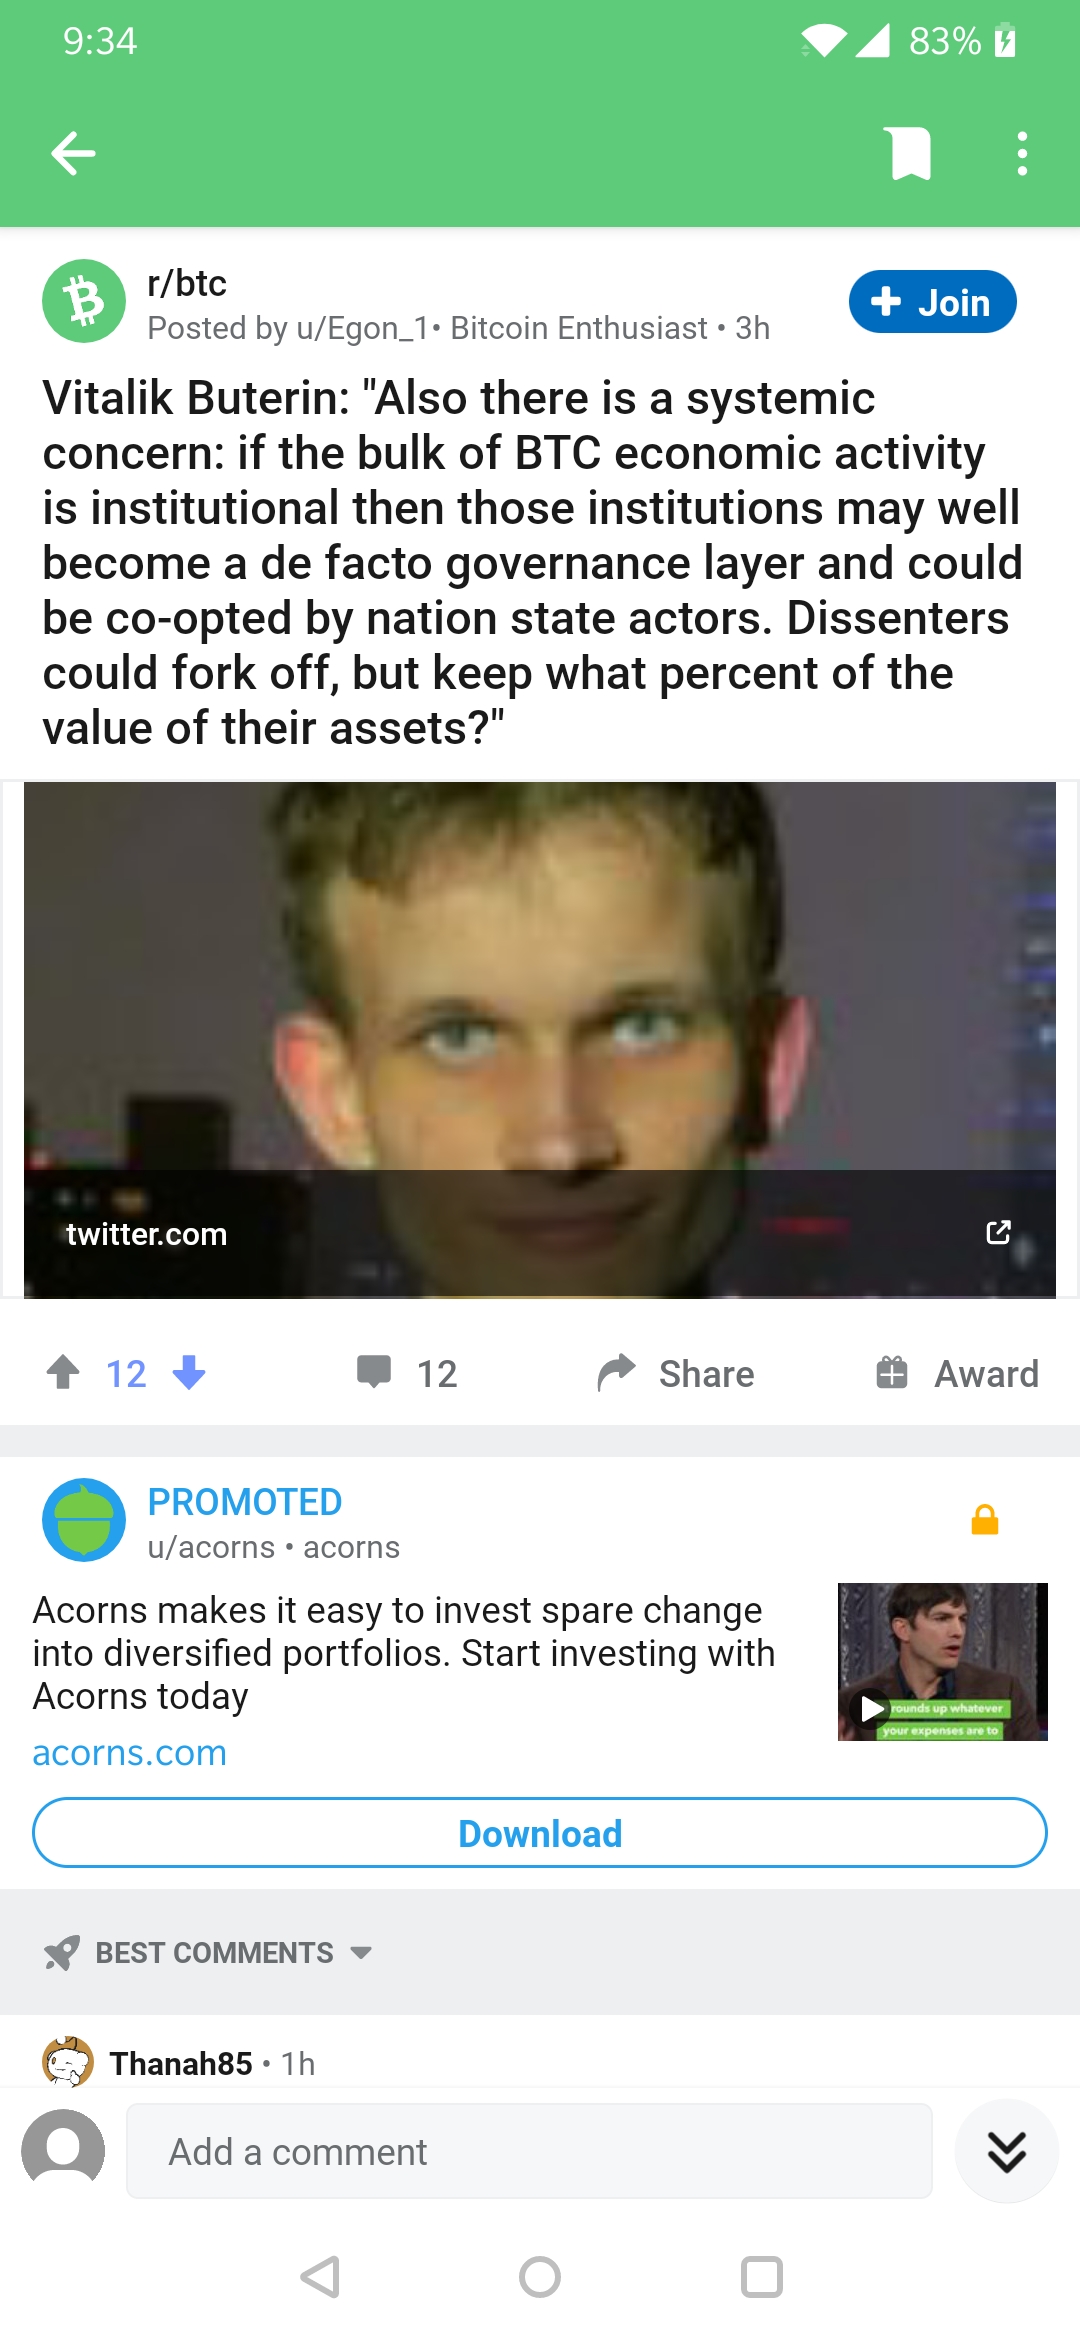 9:34
83%
r/btc
Posted by u/Egon_1• Bitcoin Enthusiast • 3h
Join
Vitalik Buterin: "Also there is a systemic
concern: if the bulk of BTC economic activity
is institutional then those institutions may well
become a de facto governance layer and could
be co-opted by nation state actors. Dissenters
could fork off, but keep what percent of the
value of their assets?"
twitter.com
12
12
Share
Award
PROMOTED
u/acorns • acorns
Acorns makes it easy to invest spare change
into diversified portfolios. Start investing with
Acorns today
rounds up whatever
your expenses are to
acorns.com
Download
BEST COMMENTS
Thanah85 • 1h
Add a comment